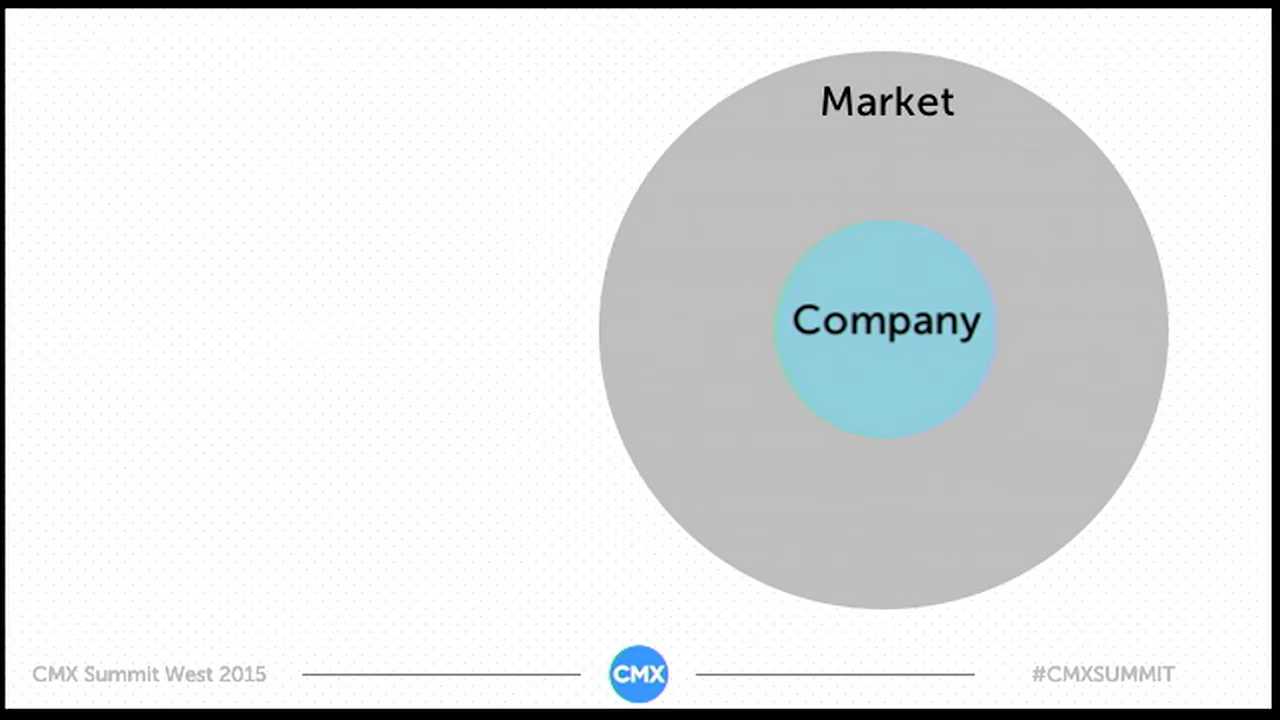 Market
Company
CMX Summit West 2015
CMX
#CMXSUMMIT